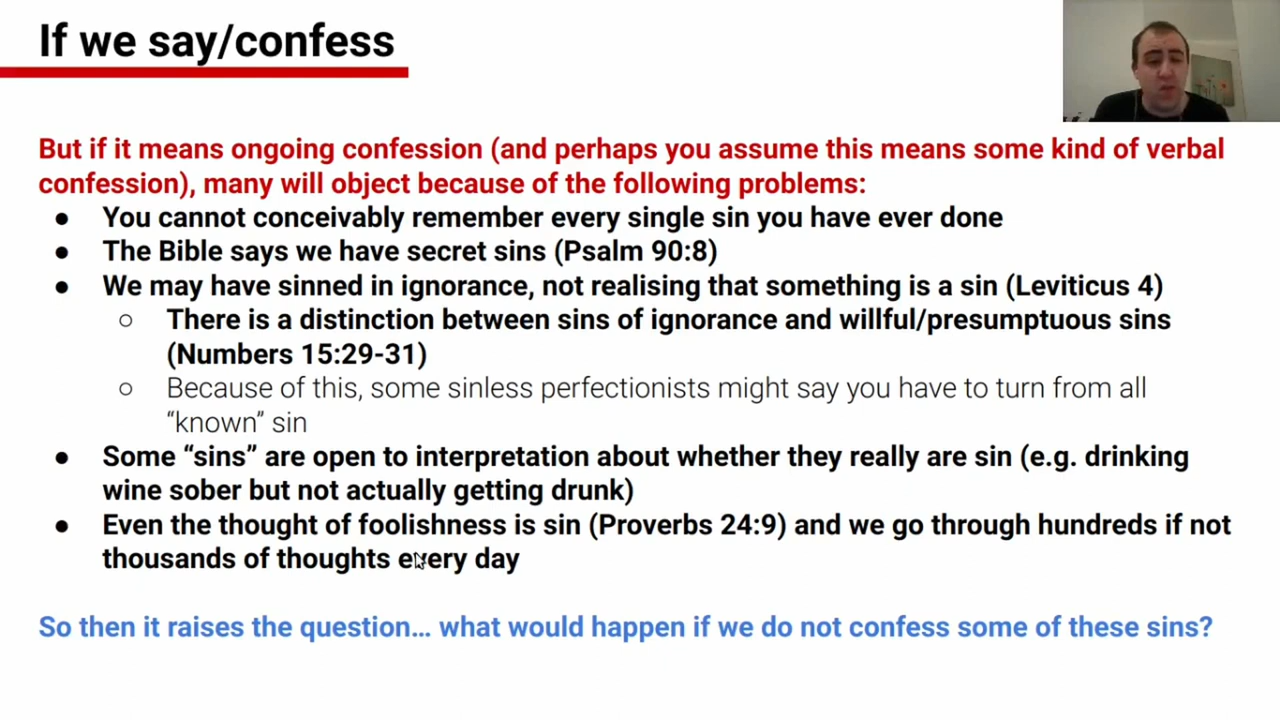 If we say/confess
But if it means ongoing confession (and perhaps you assume this means some kind of verbal
confession), many will object because of the following problems:
● You cannot conceivably remember every single sin you have ever done
● The Bible says we have secret sins (Psalm 90:8)
● We may have sinned in ignorance, not realising that something is a sin (Leviticus 4)
○ There is a distinction between sins of ignorance and willful/presumptuous sins
(Numbers 15:29-31)
○ Because of this, some sinless perfectionists might say you have to turn from all
“known” sin
● Some “sins” are open to interpretation about whether they really are sin (e.g. drinking
wine sober but not actually getting drunk)
● Even the thought of foolishness is sin (Proverbs 24:9) and we go through hundreds if not
thousands of thoughts every day
So then it raises the question… what would happen if we do not confess some of these sins?